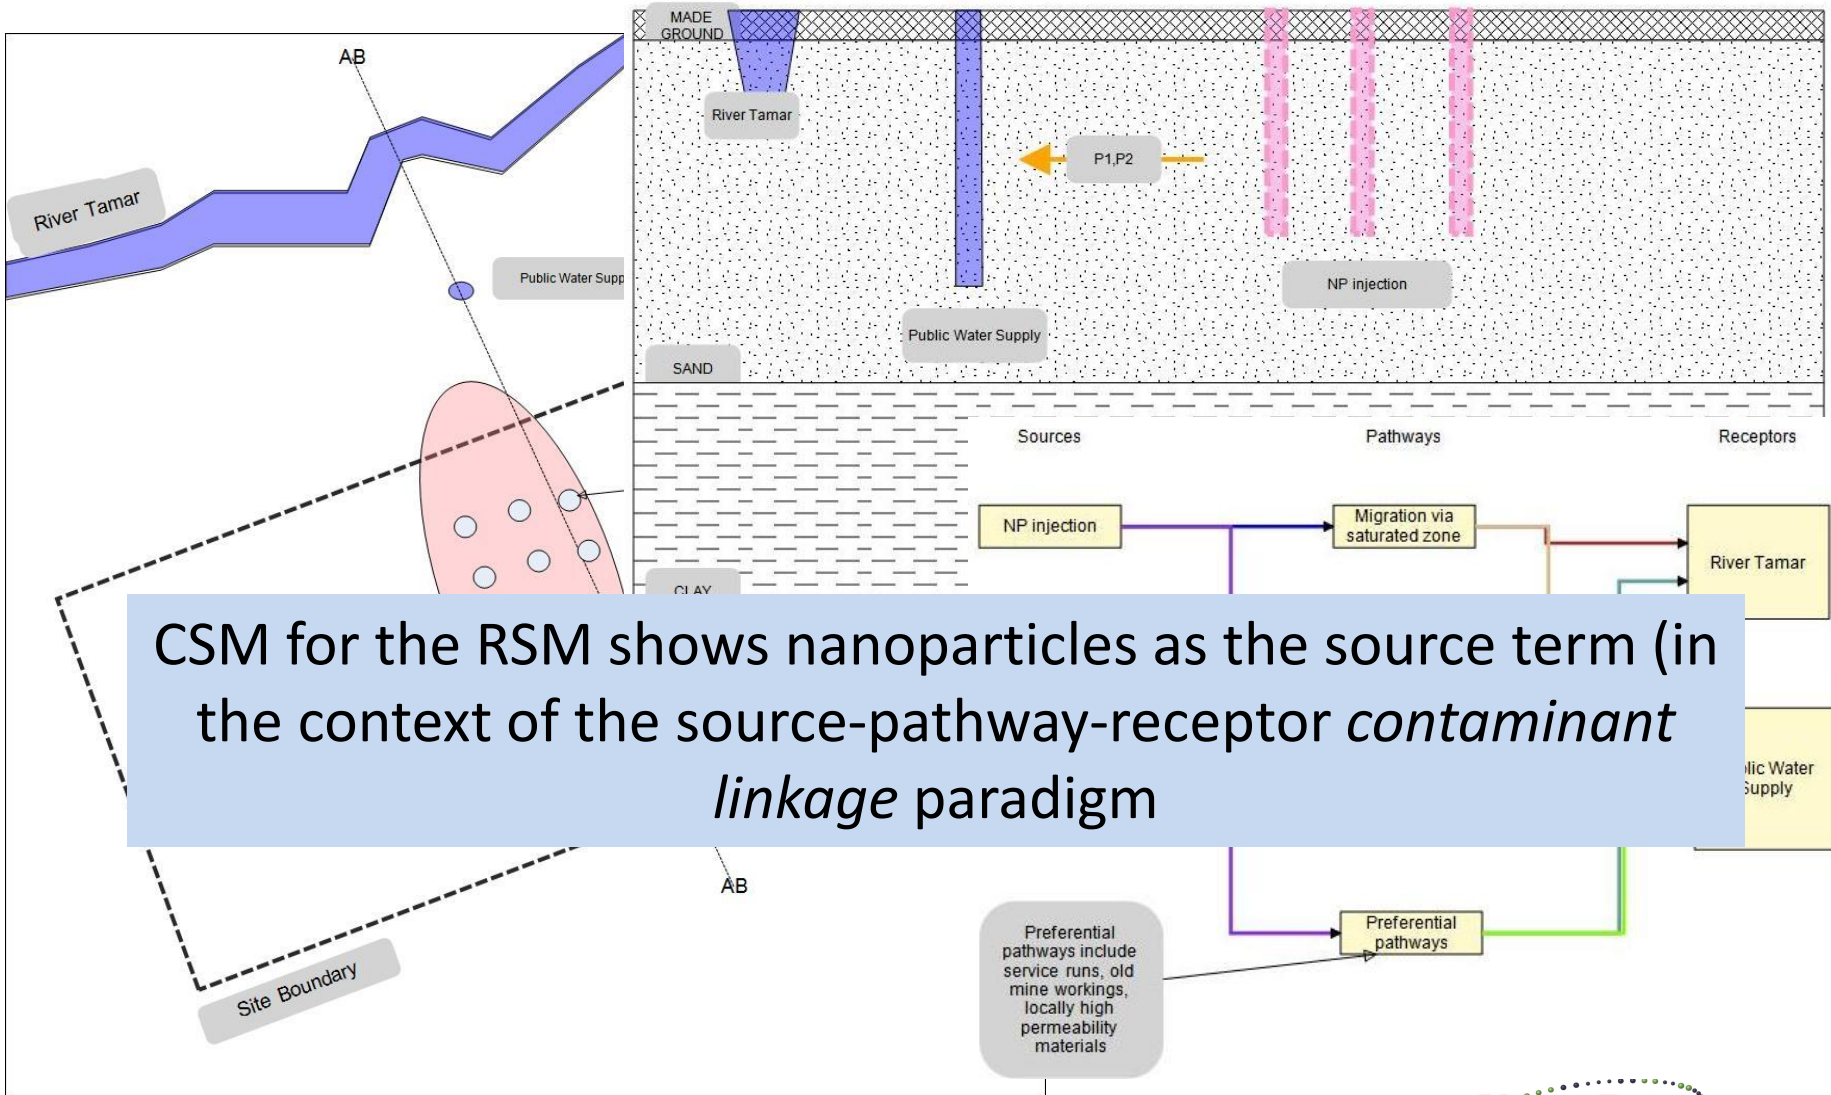 AB
River Tamar
Public Water Supp
AB
Site Boundary
MADE
GROUND
River Tamar
P1,P2
NP injection
Public Water Supply
SAND
CLAY
Sources
Pathways
Receptors
NP injection
Migration via
saturated zone
River Tamar
CSM for the RSM shows nanoparticles as the source term (in
the context of the source-pathway-receptor contaminant
linkage paradigm
lic Water
Supply
Preferential
pathways
Preferential
pathways include
service runs, old
mine workings,
locally high
permeability
materials